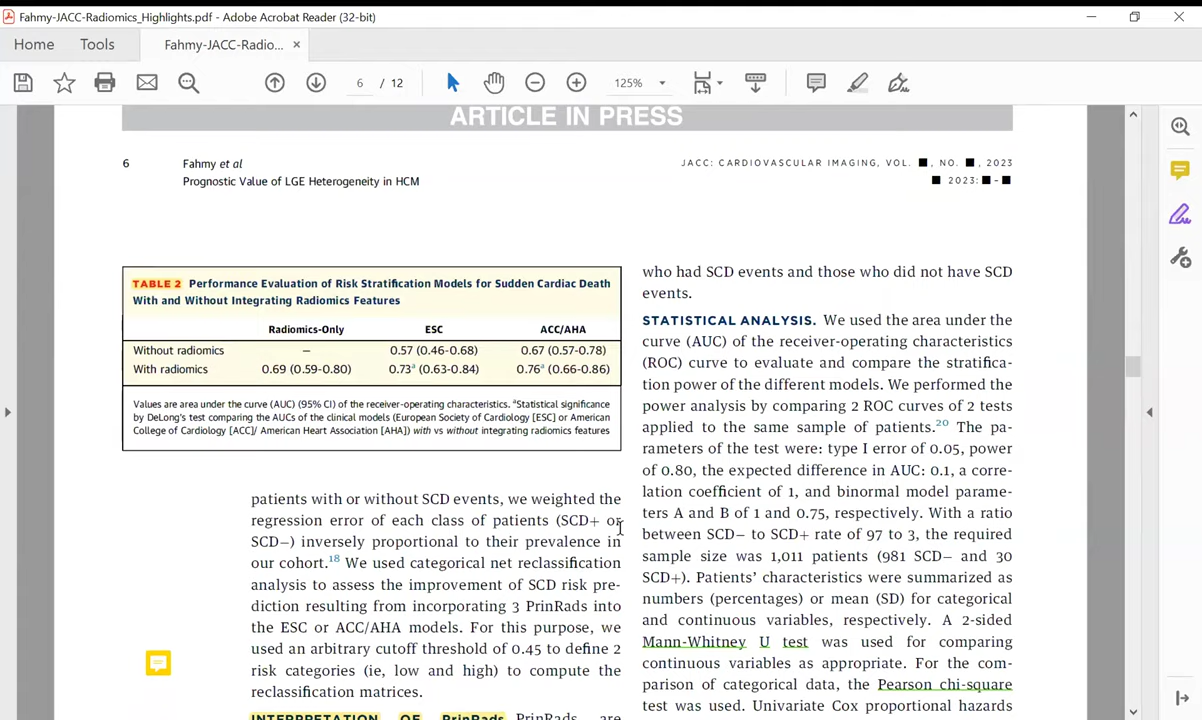 Fahmy-JACC-Radiomics_Highlights.pdf - Adobe Acrobat Reader (32-bit)
Home Tools Fahmy-JACC-Radio... ×
6 / 12 125%
ARTICLE IN PRESS
6 Fahmy et al
Prognostic Value of LGE Heterogeneity in HCM
JACC: CARDIOVASCULAR IMAGING, VOL. ■, NO. ■, 2023
■ 2023:■–■
TABLE 2 Performance Evaluation of Risk Stratification Models for Sudden Cardiac Death
With and Without Integrating Radiomics Features
Radiomics-Only ESC ACC/AHA
Without radiomics — 0.57 (0.46-0.68) 0.67 (0.57-0.78)
With radiomics 0.69 (0.59-0.80) 0.73a (0.63-0.84) 0.76a (0.66-0.86)
Values are area under the curve (AUC) (95% CI) of the receiver-operating characteristics. aStatistical significance
by DeLong's test comparing the AUCs of the clinical models (European Society of Cardiology [ESC] or American
College of Cardiology [ACC]/ American Heart Association [AHA]) with vs without integrating radiomics features
patients with or without SCD events, we weighted the
regression error of each class of patients (SCD+ or
SCD−) inversely proportional to their prevalence in
our cohort.18 We used categorical net reclassification
analysis to assess the improvement of SCD risk pre-
diction resulting from incorporating 3 PrinRads into
the ESC or ACC/AHA models. For this purpose, we
used an arbitrary cutoff threshold of 0.45 to define 2
risk categories (ie, low and high) to compute the
reclassification matrices.
INTERPRETATION OF PrinRads. PrinRads are
who had SCD events and those who did not have SCD
events.
STATISTICAL ANALYSIS. We used the area under the
curve (AUC) of the receiver-operating characteristics
(ROC) curve to evaluate and compare the stratifica-
tion power of the different models. We performed the
power analysis by comparing 2 ROC curves of 2 tests
applied to the same sample of patients.20 The pa-
rameters of the test were: type I error of 0.05, power
of 0.80, the expected difference in AUC: 0.1, a corre-
lation coefficient of 1, and binormal model parame-
ters A and B of 1 and 0.75, respectively. With a ratio
between SCD− to SCD+ rate of 97 to 3, the required
sample size was 1,011 patients (981 SCD− and 30
SCD+). Patients' characteristics were summarized as
numbers (percentages) or mean (SD) for categorical
and continuous variables, respectively. A 2-sided
Mann-Whitney U test was used for comparing
continuous variables as appropriate. For the com-
parison of categorical data, the Pearson chi-square
test was used. Univariate Cox proportional hazards